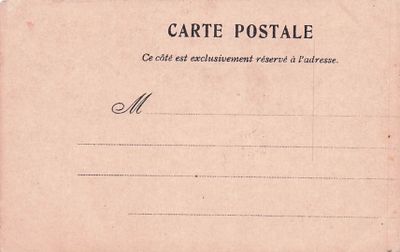 CARTE POSTALE
Ce côté est exclusivement réservé à l'adresse.
M